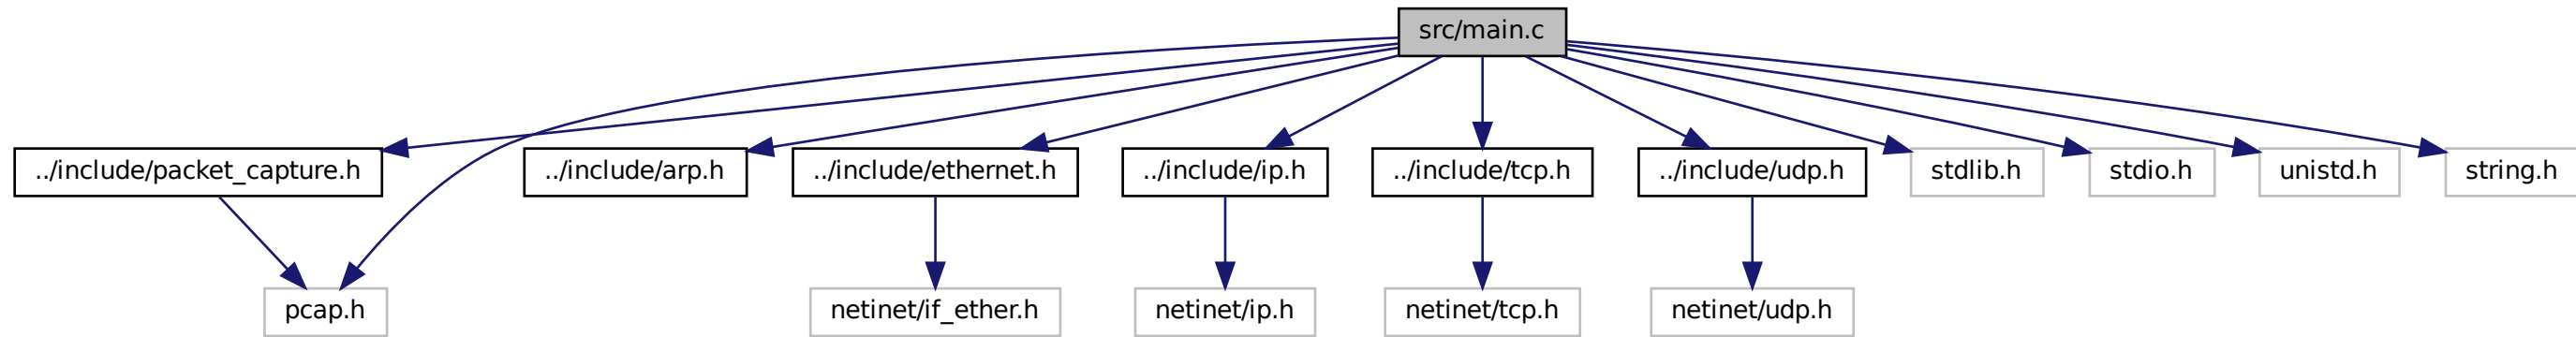 src/main.c
../include/packet_capture.h
../include/arp.h
../include/ethernet.h
../include/ip.h
../include/tcp.h
../include/udp.h
stdlib.h
stdio.h
unistd.h
string.h
pcap.h
netinet/if_ether.h
netinet/ip.h
netinet/tcp.h
netinet/udp.h